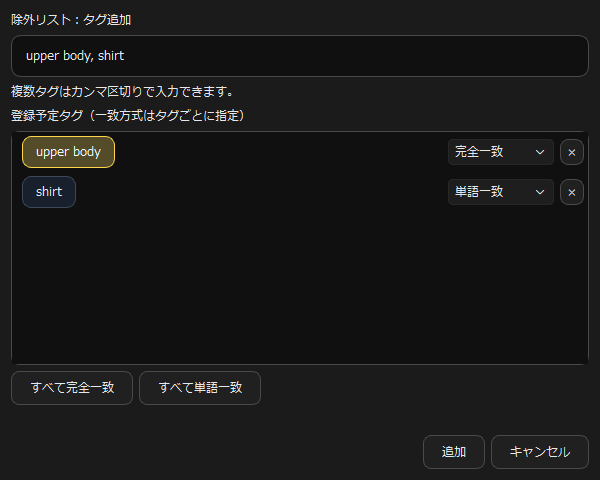 除外リスト：タグ追加
upper body, shirt
複数タグはカンマ区切りで入力できます。
登録予定タグ（一致方式はタグごとに指定）
upper body 完全一致 ×
shirt 単語一致 ×
すべて完全一致 すべて単語一致
追加 キャンセル